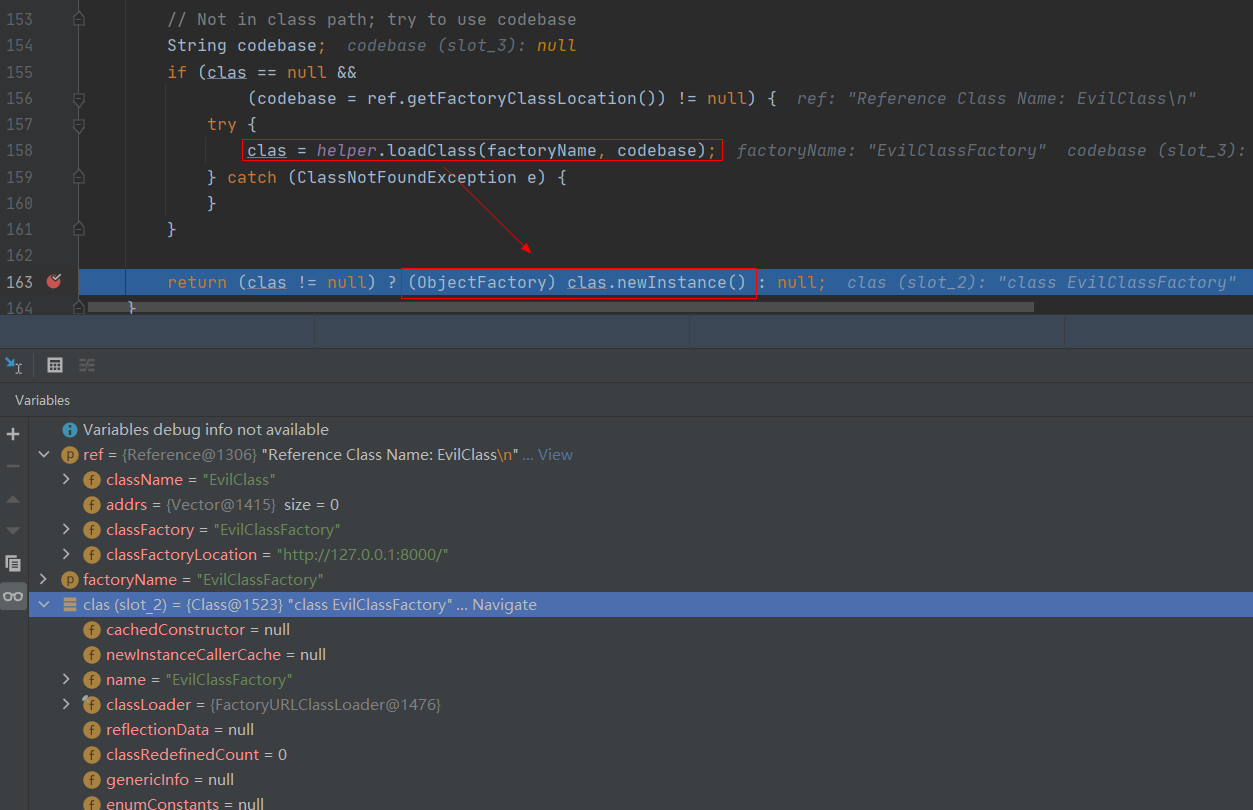 153 // Not in class path; try to use codebase
154 String codebase; codebase (slot_3): null
155 if (clas == null &&
156 (codebase = ref.getFactoryClassLocation()) != null) { ref: "Reference Class Name: EvilClass\n"
157 try {
158 clas = helper.loadClass(factoryName, codebase); factoryName: "EvilClassFactory" codebase (slot_3):
159 } catch (ClassNotFoundException e) {
160 }
161 }
162
163 return (clas != null) ? (ObjectFactory) clas.newInstance() : null; clas (slot_2): "class EvilClassFactory"
164 }
Variables
Variables debug info not available
ref = {Reference@1306} "Reference Class Name: EvilClass\n" ... View
className = "EvilClass"
addrs = {Vector@1415} size = 0
classFactory = "EvilClassFactory"
classFactoryLocation = "http://127.0.0.1:8000/"
factoryName = "EvilClassFactory"
clas (slot_2) = {Class@1523} "class EvilClassFactory" ... Navigate
cachedConstructor = null
newInstanceCallerCache = null
name = "EvilClassFactory"
classLoader = {FactoryURLClassLoader@1476}
reflectionData = null
classRedefinedCount = 0
genericInfo = null
enumConstants = null